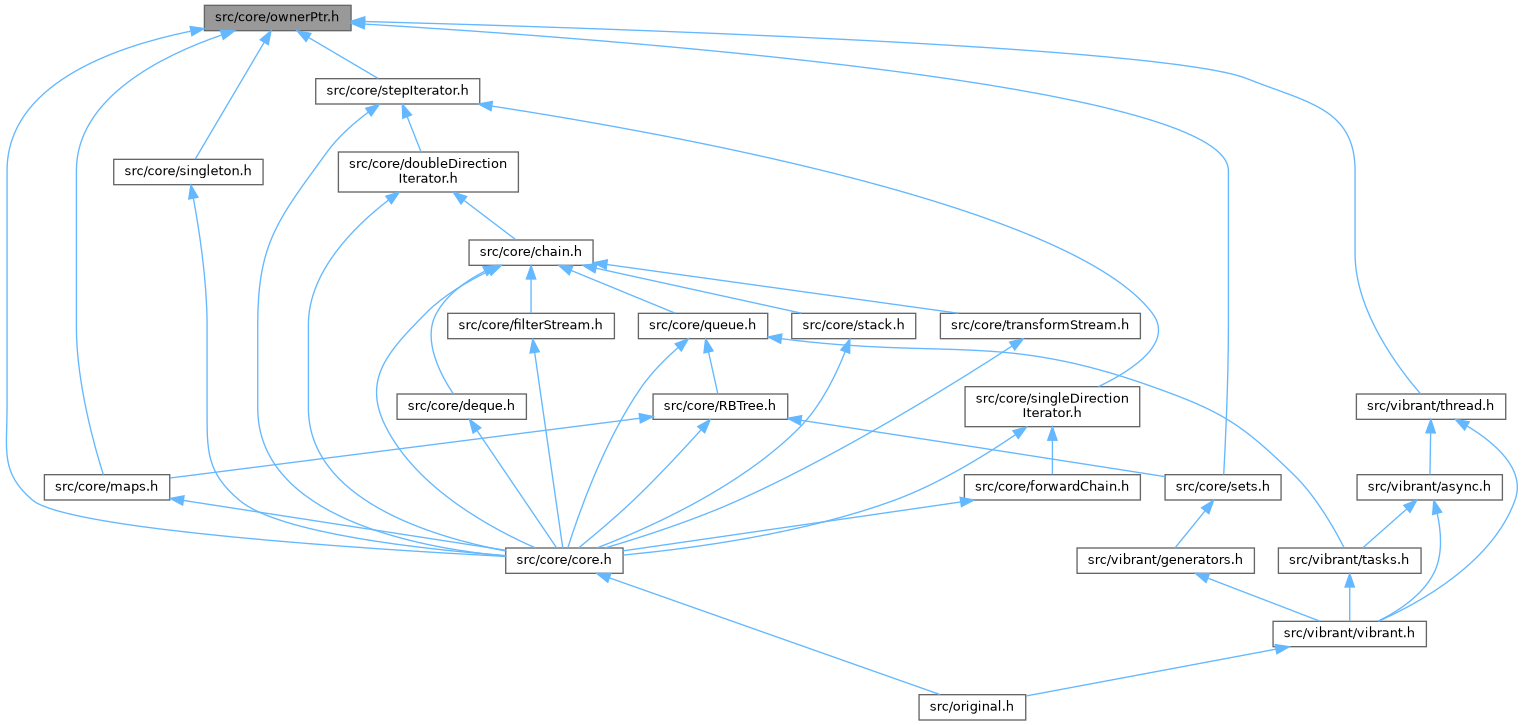 src/core/ownerPtr.h
src/core/stepIterator.h
src/core/singleton.h
src/core/doubleDirection
Iterator.h
src/core/chain.h
src/core/filterStream.h
src/core/queue.h
src/core/stack.h
src/core/transformStream.h
src/core/deque.h
src/core/RBTree.h
src/core/singleDirection
Iterator.h
src/vibrant/thread.h
src/core/maps.h
src/core/forwardChain.h
src/core/sets.h
src/vibrant/async.h
src/core/core.h
src/vibrant/generators.h
src/vibrant/tasks.h
src/vibrant/vibrant.h
src/original.h